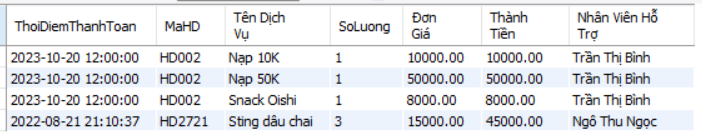 ThoiDiemThanhToan MaHD Tên Dịch Vụ SoLuong Đơn Giá Thành Tiền Nhân Viên Hỗ Trợ
2023-10-20 12:00:00 HD002 Nạp 10K 1 10000.00 10000.00 Trần Thị Bình
2023-10-20 12:00:00 HD002 Nạp 50K 1 50000.00 50000.00 Trần Thị Bình
2023-10-20 12:00:00 HD002 Snack Oishi 1 8000.00 8000.00 Trần Thị Bình
2022-08-21 21:10:37 HD2721 Sting dâu chai 3 15000.00 45000.00 Ngô Thu Ngọc